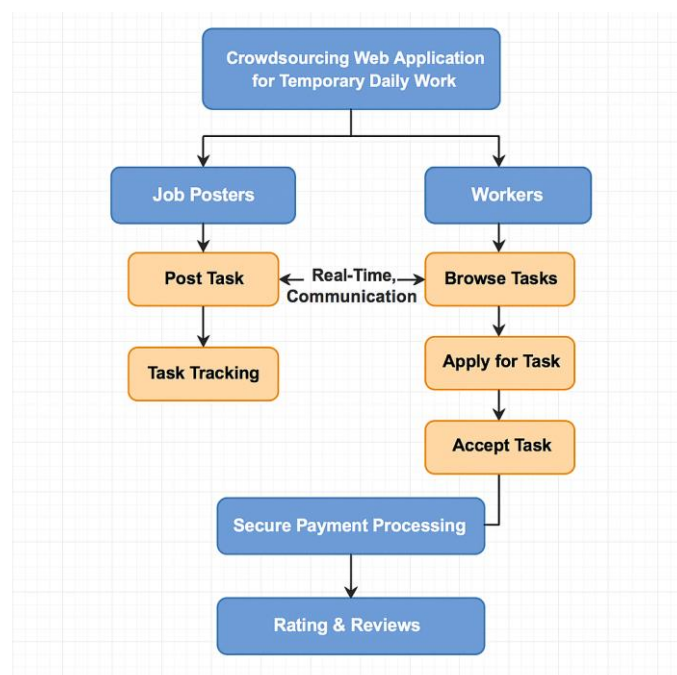 Crowdsourcing Web Application
for Temporary Daily Work
Job Posters
Workers
Post Task
Real-Time,
Communication
Browse Tasks
Task Tracking
Apply for Task
Accept Task
Secure Payment Processing
Rating & Reviews